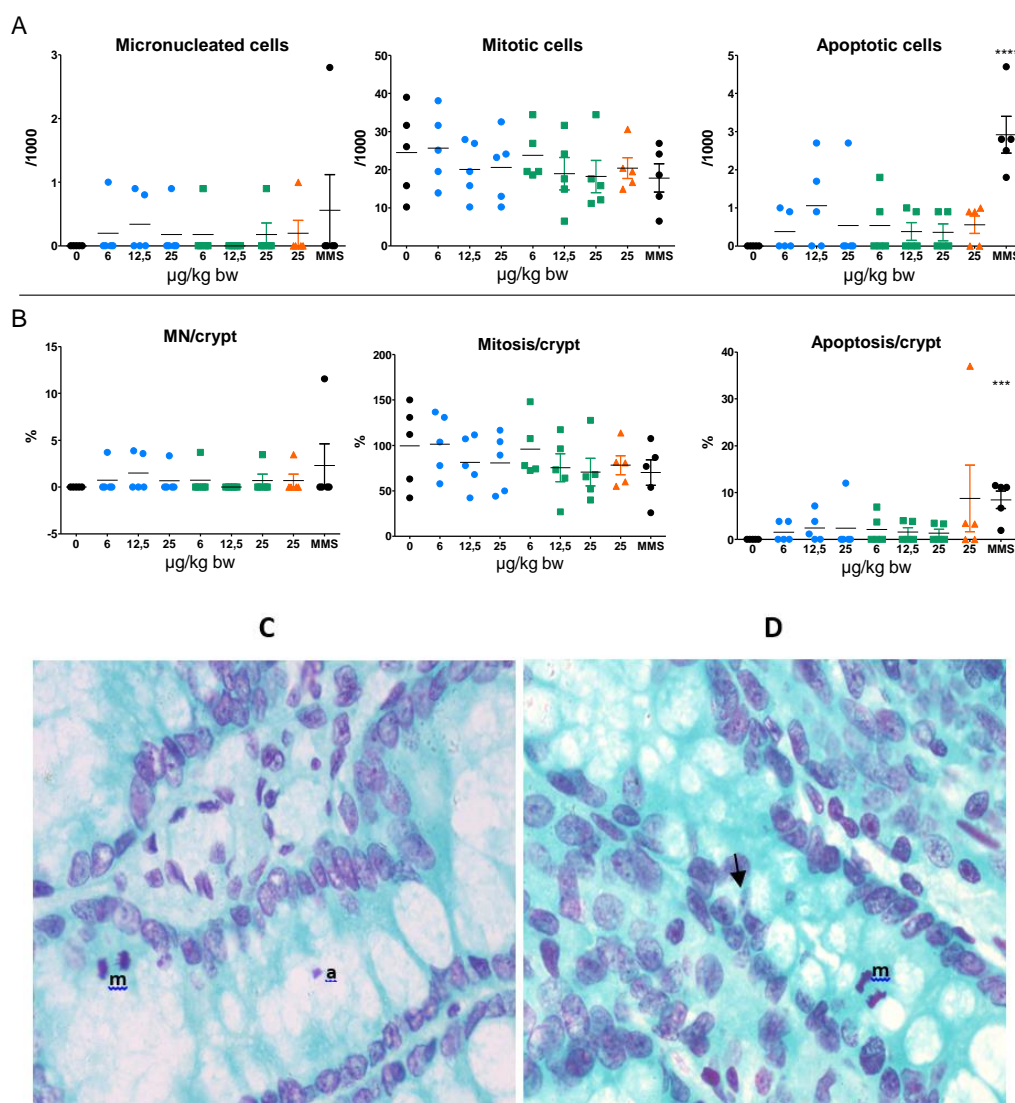 A
Micronucleated cells
Mitotic cells
Apoptotic cells
/1000
3
2
1
0
0 6 12,5 25 6 12,5 25 25 MMS
µg/kg bw
/1000
50
40
30
20
10
0
0 6 12,5 25 6 12,5 25 25 MMS
µg/kg bw
/1000
5
4
3
2
1
0
****
0 6 12,5 25 6 12,5 25 25 MMS
µg/kg bw
B
MN/crypt
Mitosis/crypt
Apoptosis/crypt
%
15
10
5
0
-5
0 6 12,5 25 6 12,5 25 25 MMS
µg/kg bw
%
200
150
100
50
0
0 6 12,5 25 6 12,5 25 25 MMS
µg/kg bw
%
40
30
20
10
0
***
0 6 12,5 25 6 12,5 25 25 MMS
µg/kg bw
C
D
m
a
m